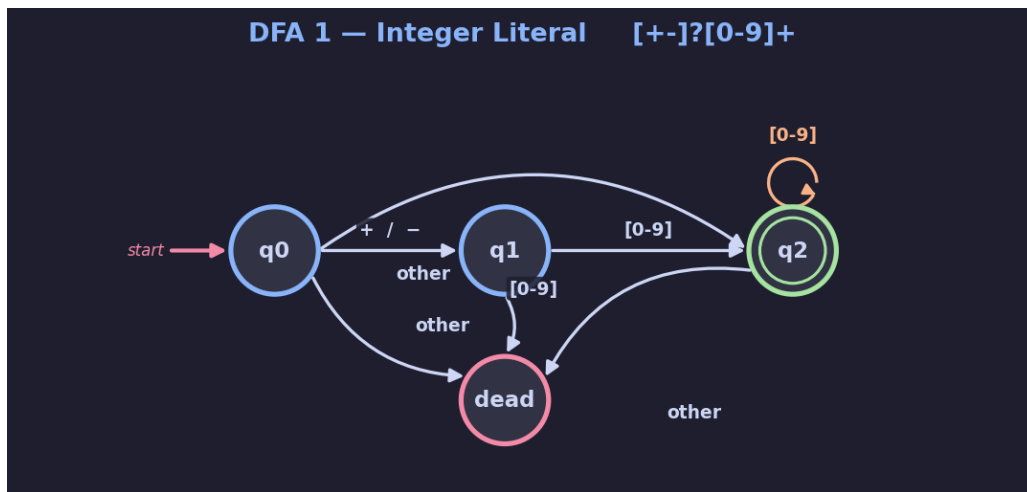 DFA 1 — Integer Literal [+-]?[0-9]+
[0-9]
+ / −
[0-9]
start
q0
q1
q2
other
[0-9]
other
dead
other